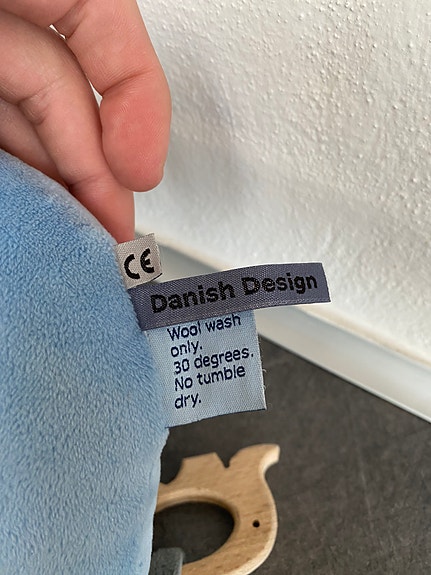 CE
Danish Design
Wool wash
only.
30 degrees.
No tumble
dry.